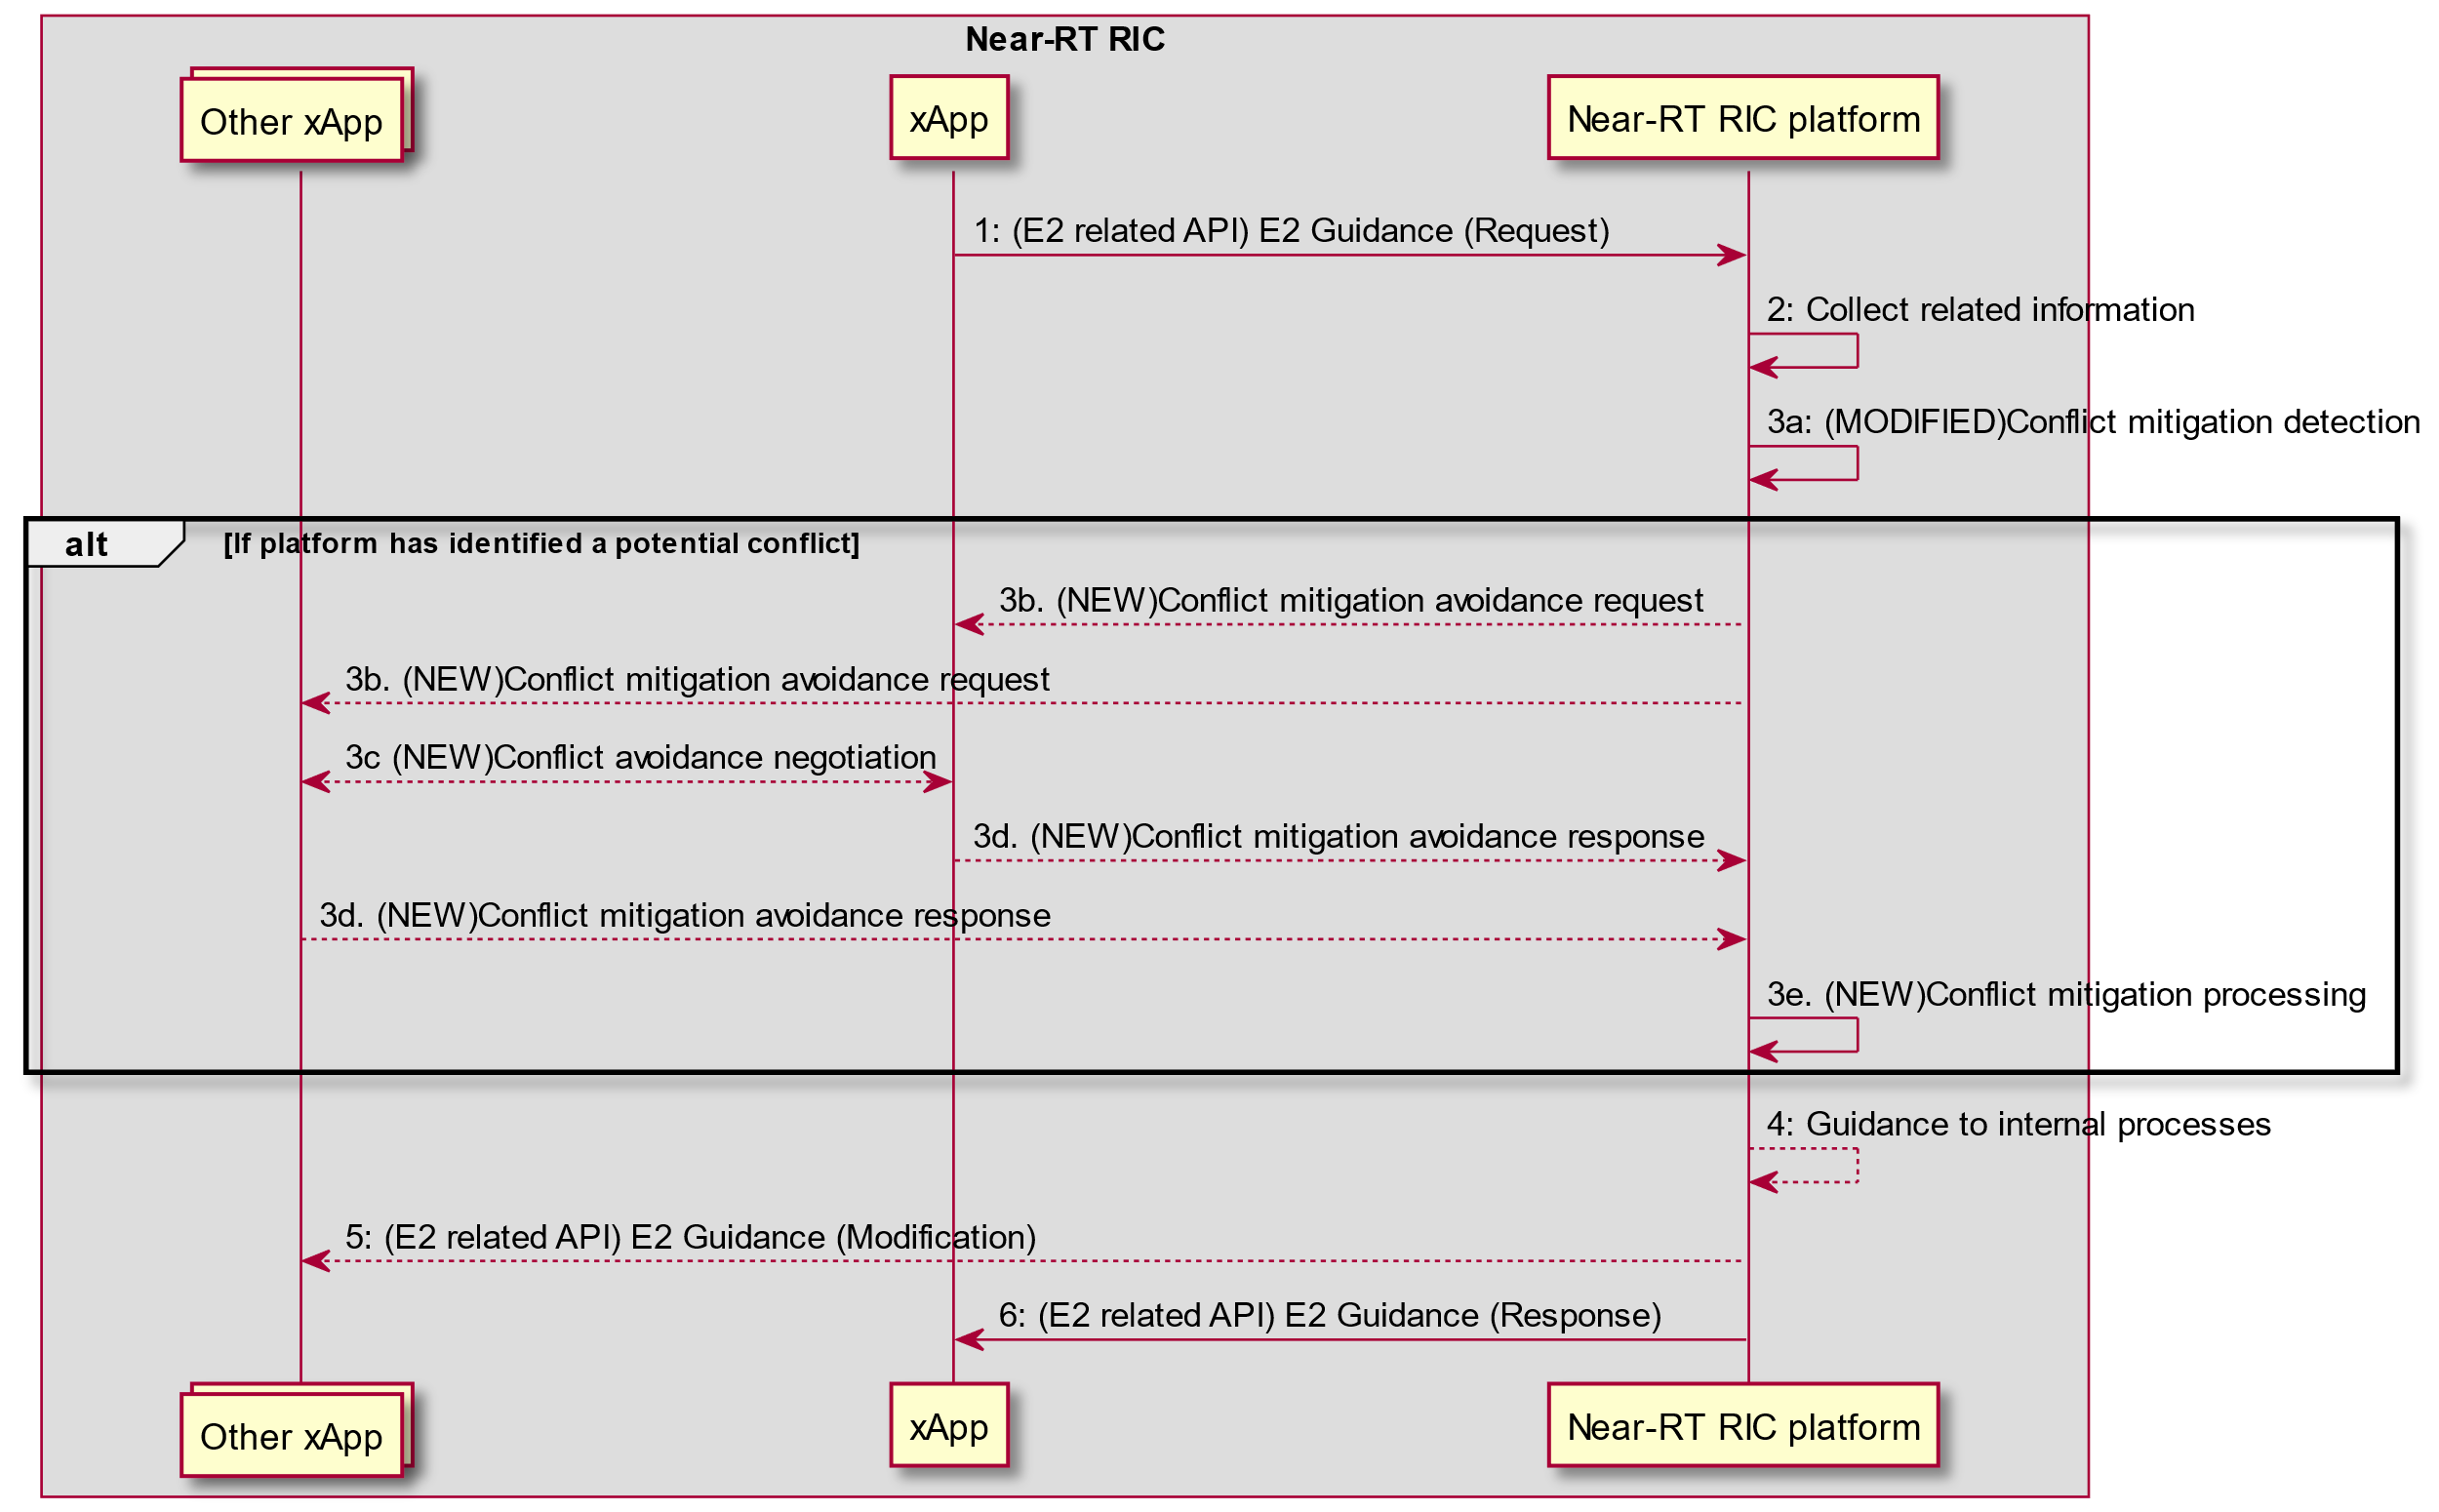 Near-RT RIC
Other xApp
xApp
Near-RT RIC platform
1: (E2 related API) E2 Guidance (Request)
2: Collect related information
3a: (MODIFIED)Conflict mitigation detection
alt
[If platform has identified a potential conflict]
3b. (NEW)Conflict mitigation avoidance request
3b. (NEW)Conflict mitigation avoidance request
3c (NEW)Conflict avoidance negotiation
3d. (NEW)Conflict mitigation avoidance response
3d. (NEW)Conflict mitigation avoidance response
3e. (NEW)Conflict mitigation processing
4: Guidance to internal processes
5: (E2 related API) E2 Guidance (Modification)
6: (E2 related API) E2 Guidance (Response)
Other xApp
xApp
Near-RT RIC platform